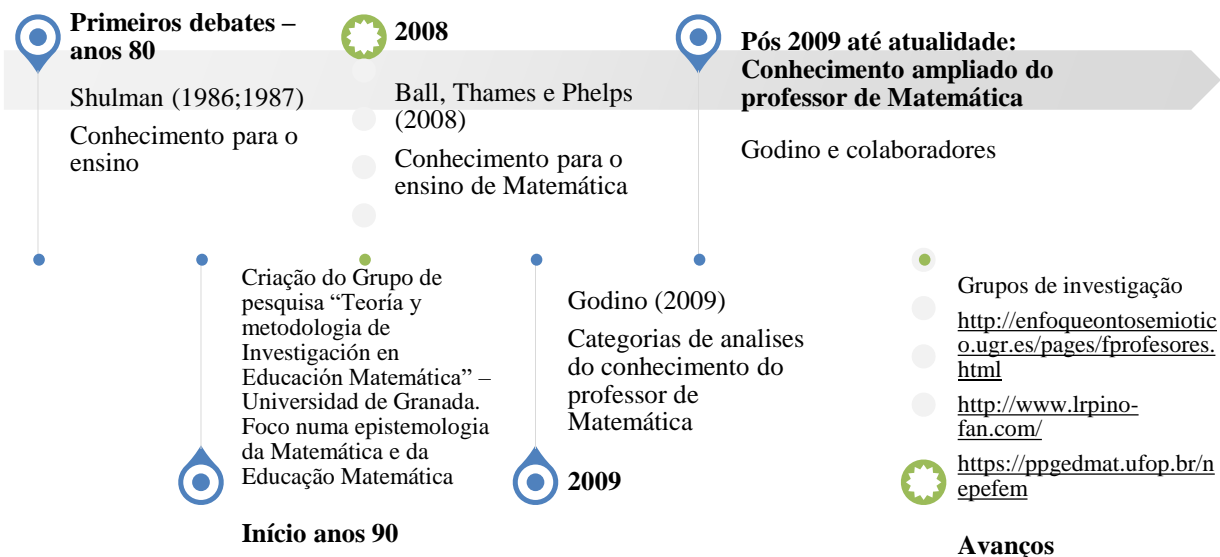 Primeiros debates –
anos 80
Shulman (1986;1987)
Conhecimento para o
ensino
2008
Ball, Thames e Phelps
(2008)
Conhecimento para o
ensino de Matemática
Pós 2009 até atualidade:
Conhecimento ampliado do
professor de Matemática
Godino e colaboradores
Criação do Grupo de
pesquisa “Teoría y
metodologia de
Investigación en
Educación Matemática” –
Universidad de Granada.
Foco numa epistemologia
da Matemática e da
Educação Matemática
Início anos 90
Godino (2009)
Categorias de analises
do conhecimento do
professor de
Matemática
2009
Grupos de investigação
http://enfoqueontosemiotic
o.ugr.es/pages/fprofesores.
html
http://www.lrpino-
fan.com/
https://ppgedmat.ufop.br/n
epefem
Avanços